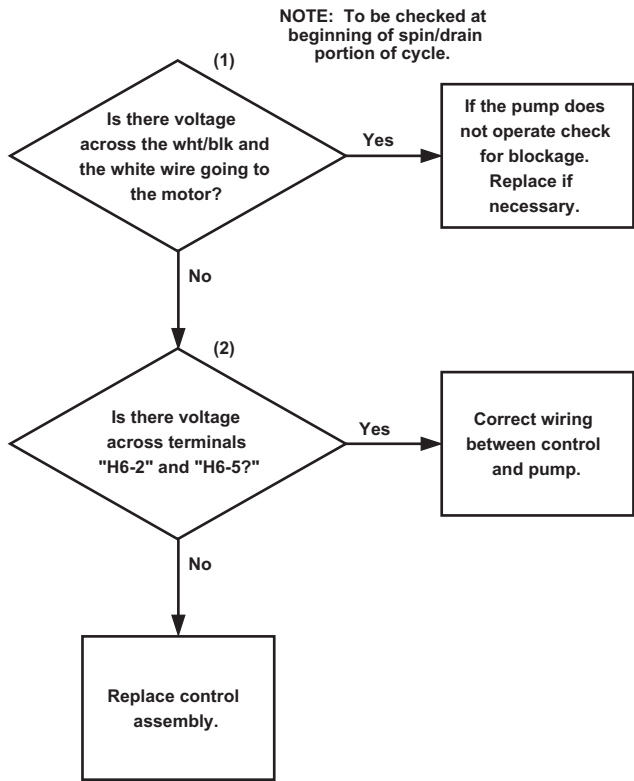 NOTE: To be checked at
beginning of spin/drain
portion of cycle.
(1)
Is there voltage
across the wht/blk and
the white wire going to
the motor?
Yes
If the pump does
not operate check
for blockage.
Replace if
necessary.
No
(2)
Is there voltage
across terminals
"H6-2" and "H6-5?"
Yes
Correct wiring
between control
and pump.
No
Replace control
assembly.